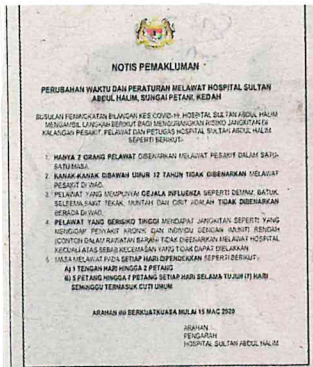 NOTIS PEMAKLUMAN
PERUBAHAN WAKTU DAN PERATURAN MELAWAT HOSPITAL SULTAN
ABDUL HALIM, SUNGAI PETANI, KEDAH
SUSULAN PENINGKATAN BILANGAN KES COVID-19, HOSPITAL SULTAN ABDUL HALIM
MENGAMBIL LANGKAH BERIKUT BAGI MENGURANGKAN RISIKO JANGKITAN DI
KALANGAN PESAKIT, PELAWAT DAN PETUGAS HOSPITAL SULTAN ABDUL HALIM
SEPERTI BERIKUT:
1. HANYA 2 ORANG PELAWAT DIBENARKAN MELAWAT PESAKIT DALAM SATU-
SATU MASA.
2. KANAK-KANAK DIBAWAH UMUR 12 TAHUN TIDAK DIBENARKAN MELAWAT
PESAKIT DI WAD.
3. PELAWAT YANG MEMPUNYAI GEJALA INFLUENZA SEPERTI DEMAM, BATUK,
SELSEMA, SAKIT TEKAK, MUNTAH DAN CIRIT ADALAH TIDAK DIBENARKAN
BERADA DI WAD.
4. PELAWAT YANG BERISIKO TINGGI MENDAPAT JANGKITAN SEPERTI YANG
MENGIDAP PENYAKIT KRONIK DAN INDIVIDU DENGAN IMUNITI RENDAH
(CONTOH DALAM RAWATAN BARAH) TIDAK DIBENARKAN MELAWAT HOSPITAL
KECUALI ATAS SEBAB KECEMASAN YANG TIDAK DAPAT DIELAKKAN.
5. MASA MELAWAT PADA SETIAP HARI DIPENDEKKAN SEPERTI BERIKUT:
A) 1 TENGAH HARI HINGGA 2 PETANG
B) 5 PETANG HINGGA 7 PETANG SETIAP HARI SELAMA TUJUH (7) HARI
SEMINGGU TERMASUK CUTI UMUM
ARAHAN INI BERKUATKUASA MULAI 15 MAC 2020
ARAHAN:
PENGARAH
HOSPITAL SULTAN ABDUL HALIM